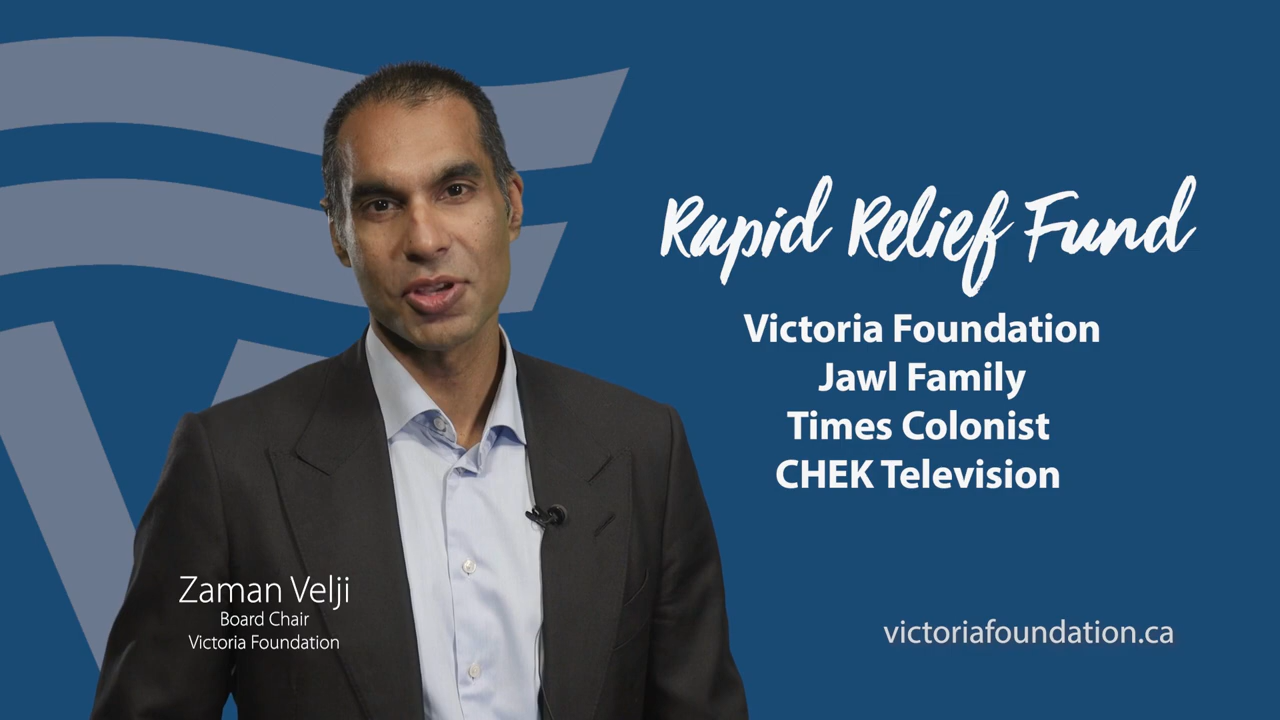 Rapid Relief Fund
Victoria Foundation
Jawl Family
Times Colonist
CHEK Television
Zaman Velji
Board Chair
Victoria Foundation
victoriafoundation.ca